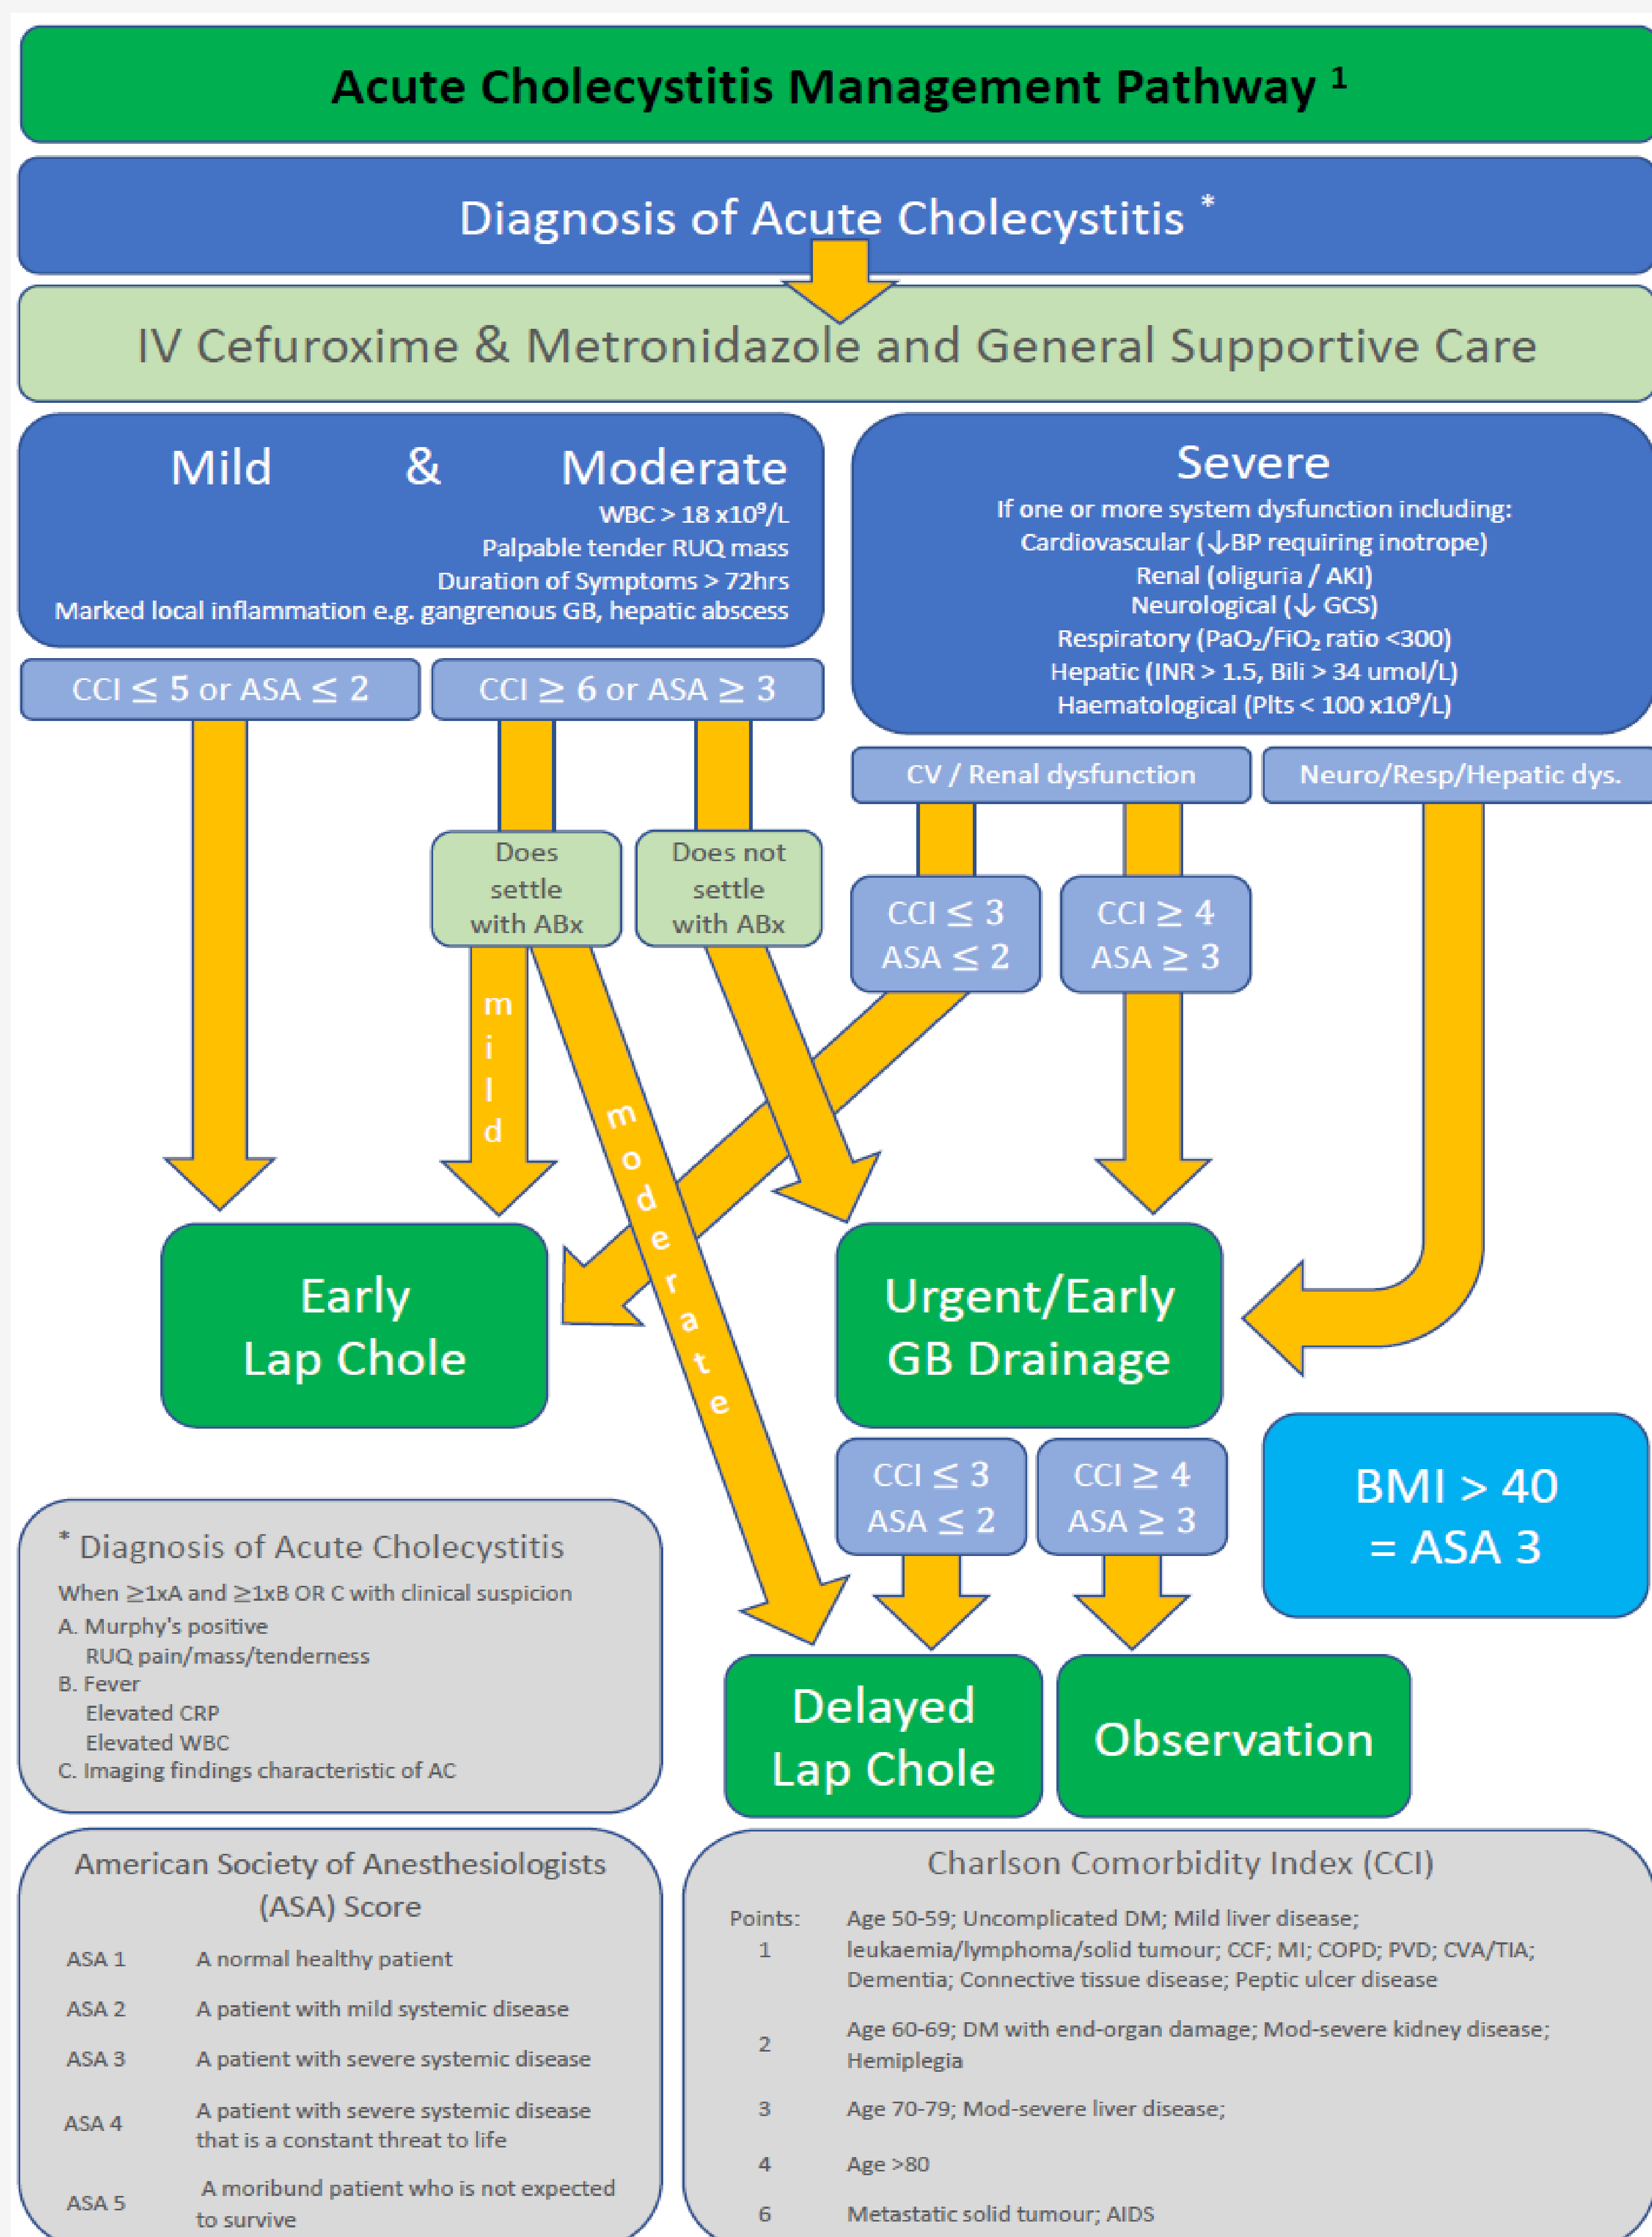 Acute Cholecystitis Management Pathway ¹
Diagnosis of Acute Cholecystitis *
IV Cefuroxime & Metronidazole and General Supportive Care
Mild & Moderate
WBC > 18 x10⁹/L
Palpable tender RUQ mass
Duration of Symptoms > 72hrs
Marked local inflammation e.g. gangrenous GB, hepatic abscess
Severe
If one or more system dysfunction including:
Cardiovascular (↓BP requiring inotrope)
Renal (oliguria / AKI)
Neurological (↓ GCS)
Respiratory (PaO₂/FiO₂ ratio <300)
Hepatic (INR > 1.5, Bili > 34 umol/L)
Haematological (Plts < 100 x10⁹/L)
CCI ≤ 5 or ASA ≤ 2
CCI ≥ 6 or ASA ≥ 3
CV / Renal dysfunction
Neuro/Resp/Hepatic dys.
Does
settle
with ABx
Does not
settle
with ABx
CCI ≤ 3
ASA ≤ 2
CCI ≥ 4
ASA ≥ 3
mild
moderate
Early
Lap Chole
Urgent/Early
GB Drainage
CCI ≤ 3
ASA ≤ 2
CCI ≥ 4
ASA ≥ 3
BMI > 40
= ASA 3
Delayed
Lap Chole
Observation
* Diagnosis of Acute Cholecystitis
When ≥1xA and ≥1xB OR C with clinical suspicion
A. Murphy's positive
RUQ pain/mass/tenderness
B. Fever
Elevated CRP
Elevated WBC
C. Imaging findings characteristic of AC
American Society of Anesthesiologists
(ASA) Score
ASA 1 A normal healthy patient
ASA 2 A patient with mild systemic disease
ASA 3 A patient with severe systemic disease
ASA 4 A patient with severe systemic disease
that is a constant threat to life
ASA 5 A moribund patient who is not expected
to survive
Charlson Comorbidity Index (CCI)
Points: Age 50-59; Uncomplicated DM; Mild liver disease;
1 leukaemia/lymphoma/solid tumour; CCF; MI; COPD; PVD; CVA/TIA;
Dementia; Connective tissue disease; Peptic ulcer disease
2 Age 60-69; DM with end-organ damage; Mod-severe kidney disease;
Hemiplegia
3 Age 70-79; Mod-severe liver disease;
4 Age >80
6 Metastatic solid tumour; AIDS